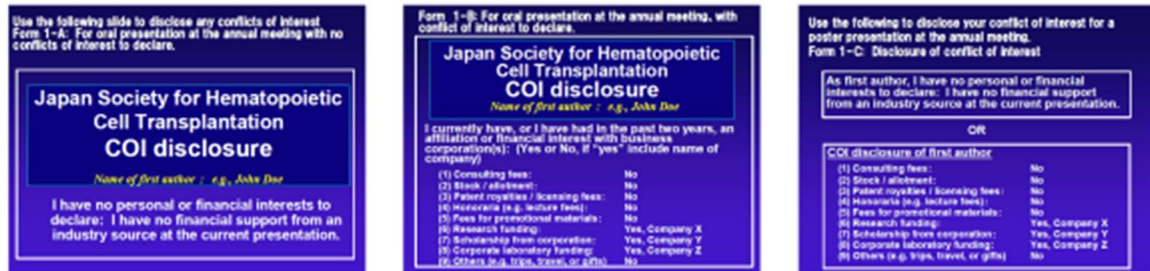 Use the following slide to disclose any conflicts of interest
Form 1-A: For oral presentation at the annual meeting with no
conflicts of interest to declare.
Japan Society for Hematopoietic
Cell Transplantation
COI disclosure
Name of first author : e.g., John Doe
I have no personal or financial interests to
declare: I have no financial support from an
industry source at the current presentation.
Form 1-B: For oral presentation at the annual meeting, with
conflict of interest to declare.
Japan Society for Hematopoietic
Cell Transplantation
COI disclosure
Name of first author : e.g., John Doe
I currently have, or I have had in the past two years, an
affiliation or financial interest with business
corporation(s): (Yes or No, if "yes" include name of
company)
(1) Consulting fees: No
(2) Stock / allotment: No
(3) Patent royalties / licensing fees: No
(4) Honoraria (e.g. lecture fees): No
(5) Fees for promotional materials: No
(6) Research funding: Yes, Company X
(7) Scholarship from corporation: Yes, Company Y
(8) Corporate laboratory funding: Yes, Company Z
(9) Others (e.g. trips, travel, or gifts) No
Use the following to disclose your conflict of interest for a
poster presentation at the annual meeting.
Form 1-C: Disclosure of conflict of interest
As first author, I have no personal or financial
interests to declare: I have no financial support
from an industry source at the current presentation.
OR
COI disclosure of first author
(1) Consulting fees: No
(2) Stock / allotment: No
(3) Patent royalties / licensing fees: No
(4) Honoraria (e.g. lecture fees): No
(5) Fees for promotional materials: No
(6) Research funding: Yes, Company X
(7) Scholarship from corporation: Yes, Company Y
(8) Corporate laboratory funding: Yes, Company Z
(9) Others (e.g. trips, travel, or gifts) No